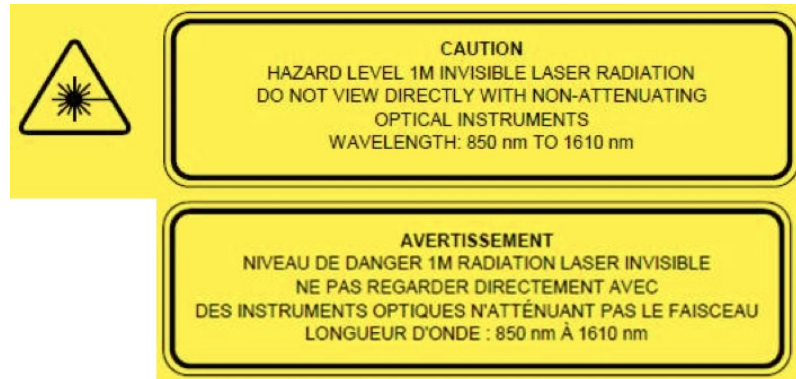 CAUTION
HAZARD LEVEL 1M INVISIBLE LASER RADIATION
DO NOT VIEW DIRECTLY WITH NON-ATTENUATING
OPTICAL INSTRUMENTS
WAVELENGTH: 850 nm TO 1610 nm
AVERTISSEMENT
NIVEAU DE DANGER 1M RADIATION LASER INVISIBLE
NE PAS REGARDER DIRECTEMENT AVEC
DES INSTRUMENTS OPTIQUES N'ATTÉNUANT PAS LE FAISCEAU
LONGUEUR D'ONDE : 850 nm À 1610 nm